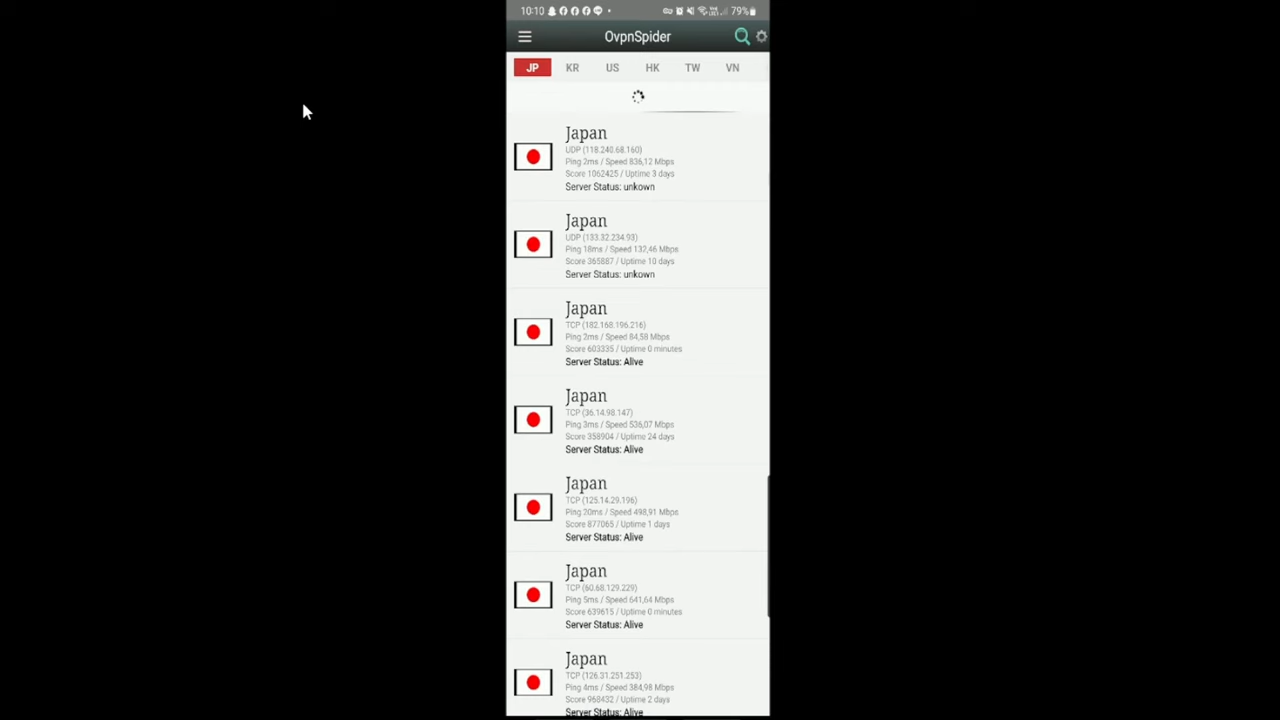 10:10
79%
OvpnSpider
JP KR US HK TW VN
Japan
UDP (118.240.68.160)
Ping 2ms / Speed 836,12 Mbps
Score 1062425 / Uptime 3 days
Server Status: unkown
Japan
UDP (133.32.234.93)
Ping 18ms / Speed 132,46 Mbps
Score 365887 / Uptime 10 days
Server Status: unkown
Japan
TCP (182.168.196.216)
Ping 2ms / Speed 84,58 Mbps
Score 603335 / Uptime 0 minutes
Server Status: Alive
Japan
TCP (36.14.98.147)
Ping 3ms / Speed 536,07 Mbps
Score 358904 / Uptime 24 days
Server Status: Alive
Japan
TCP (125.14.29.196)
Ping 20ms / Speed 498,91 Mbps
Score 877065 / Uptime 1 days
Server Status: Alive
Japan
TCP (60.68.129.229)
Ping 5ms / Speed 641,64 Mbps
Score 639615 / Uptime 0 minutes
Server Status: Alive
Japan
TCP (126.31.251.253)
Ping 4ms / Speed 384,98 Mbps
Score 968432 / Uptime 2 days
Server Status: Alive